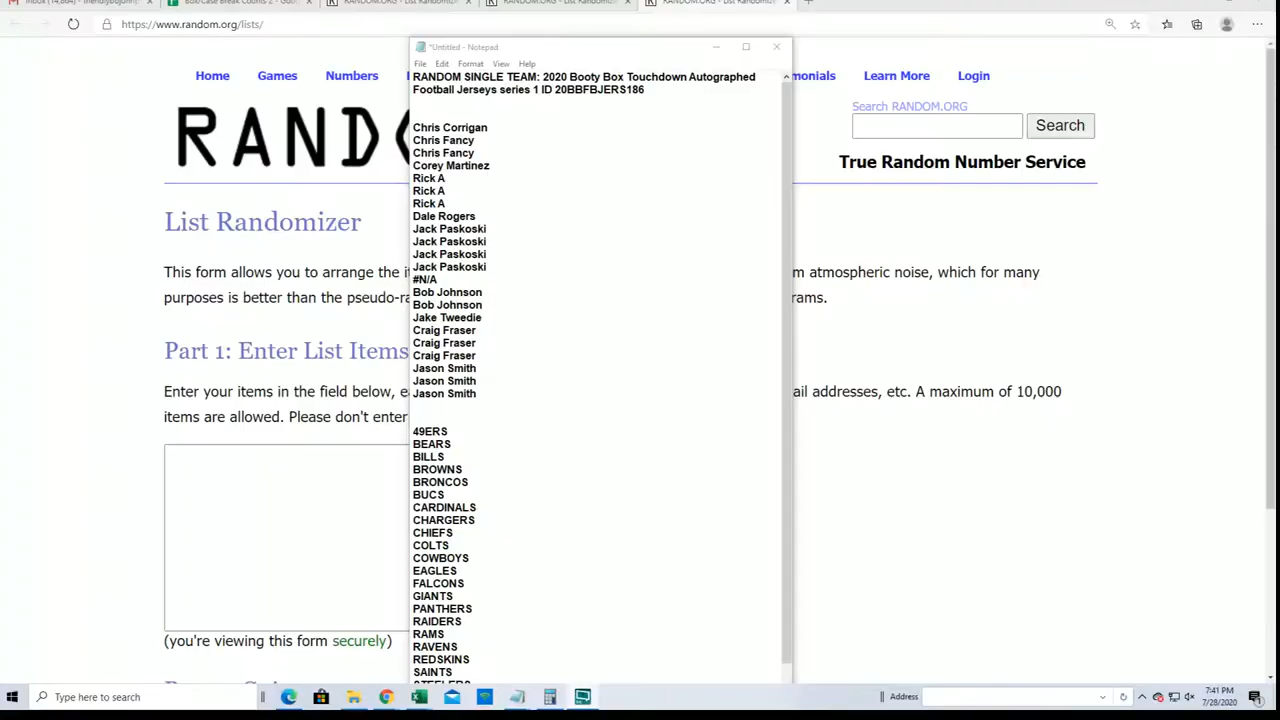 https://www.random.org/lists/
*Untitled - Notepad
File Edit Format View Help
RANDOM SINGLE TEAM: 2020 Booty Box Touchdown Autographed
Football Jerseys series 1 ID 20BBFBJERS186
Chris Corrigan
Chris Fancy
Chris Fancy
Corey Martinez
Rick A
Rick A
Rick A
Dale Rogers
Jack Paskoski
Jack Paskoski
Jack Paskoski
Jack Paskoski
#N/A
Bob Johnson
Bob Johnson
Jake Tweedie
Craig Fraser
Craig Fraser
Craig Fraser
Jason Smith
Jason Smith
Jason Smith
49ERS
BEARS
BILLS
BROWNS
BRONCOS
BUCS
CARDINALS
CHARGERS
CHIEFS
COLTS
COWBOYS
EAGLES
FALCONS
GIANTS
PANTHERS
RAIDERS
RAMS
RAVENS
REDSKINS
SAINTS
STEELERS
Home Games Numbers
Learn More Login
Search RANDOM.ORG
Search
True Random Number Service
List Randomizer
This form allows you to arrange the
m atmospheric noise, which for many
purposes is better than the
rams.
Part 1: Enter List Items
Enter your items in the field below,
ail addresses, etc. A maximum of 10,000
items are allowed. Please don't enter
(you're viewing this form securely)
Type here to search
Address
7:41 PM
7/28/2020